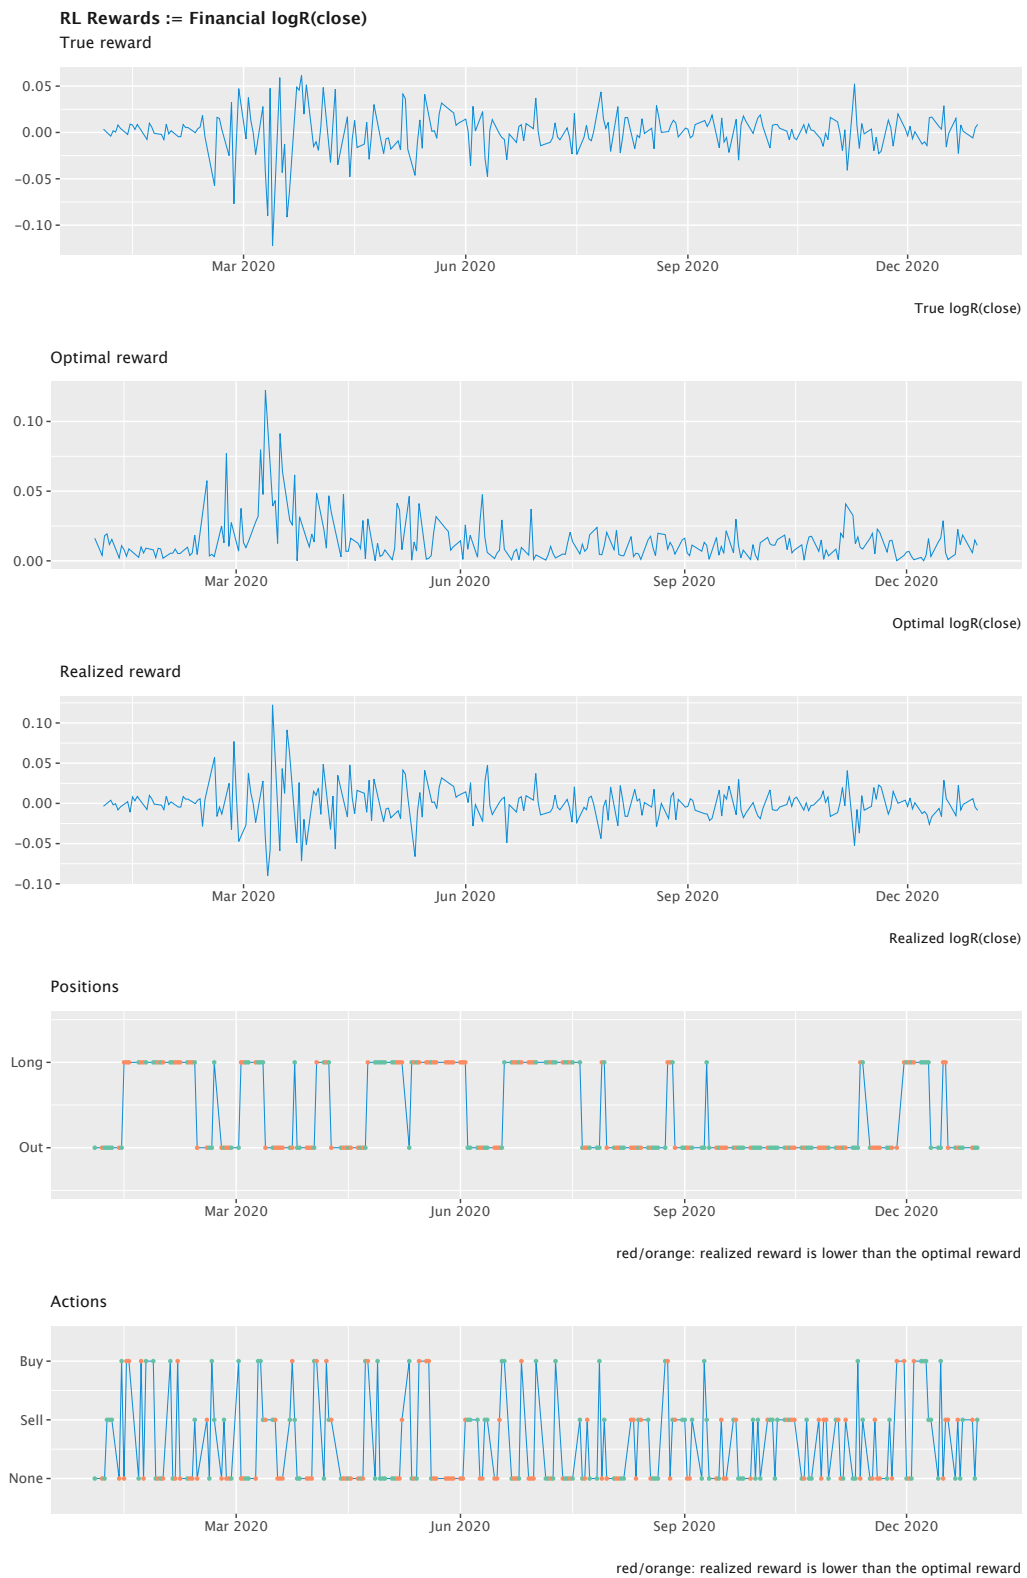 RL Rewards := Financial logR(close)
True reward
0.05
0.00
−0.05
−0.10
Mar 2020 Jun 2020 Sep 2020 Dec 2020
True logR(close)
Optimal reward
0.10
0.05
0.00
Mar 2020 Jun 2020 Sep 2020 Dec 2020
Optimal logR(close)
Realized reward
0.10
0.05
0.00
−0.05
−0.10
Mar 2020 Jun 2020 Sep 2020 Dec 2020
Realized logR(close)
Positions
Long
Out
Mar 2020 Jun 2020 Sep 2020 Dec 2020
red/orange: realized reward is lower than the optimal reward
Actions
Buy
Sell
None
Mar 2020 Jun 2020 Sep 2020 Dec 2020
red/orange: realized reward is lower than the optimal reward